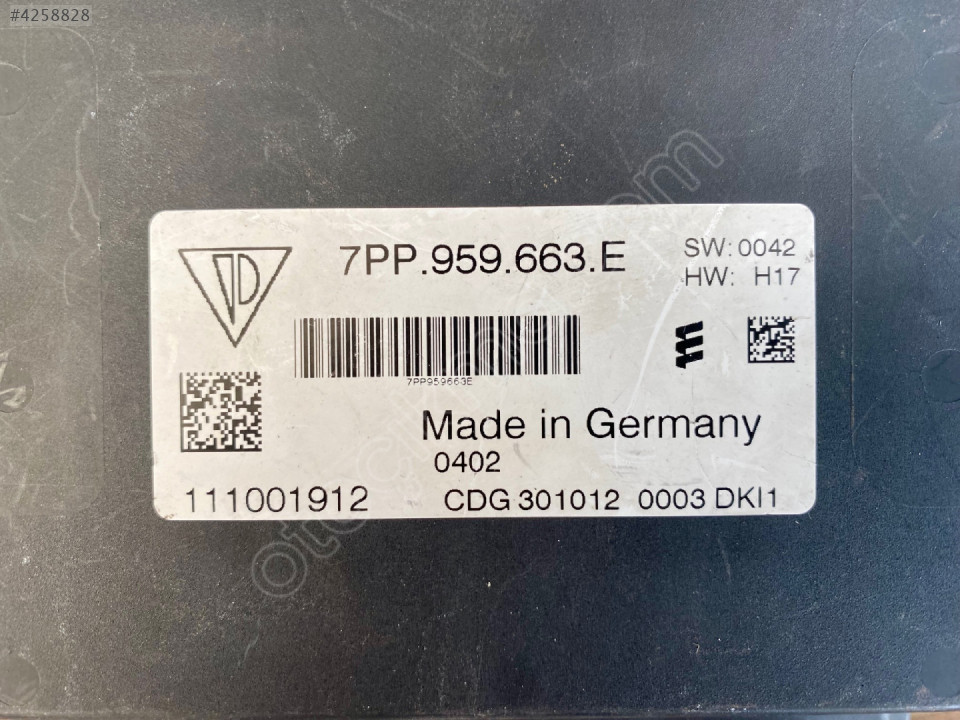 #4258828
7PP.959.663.E
SW: 0042
HW: H17
7PP959663E
Made in Germany
0402
111001912
CDG 301012 0003 DKI1